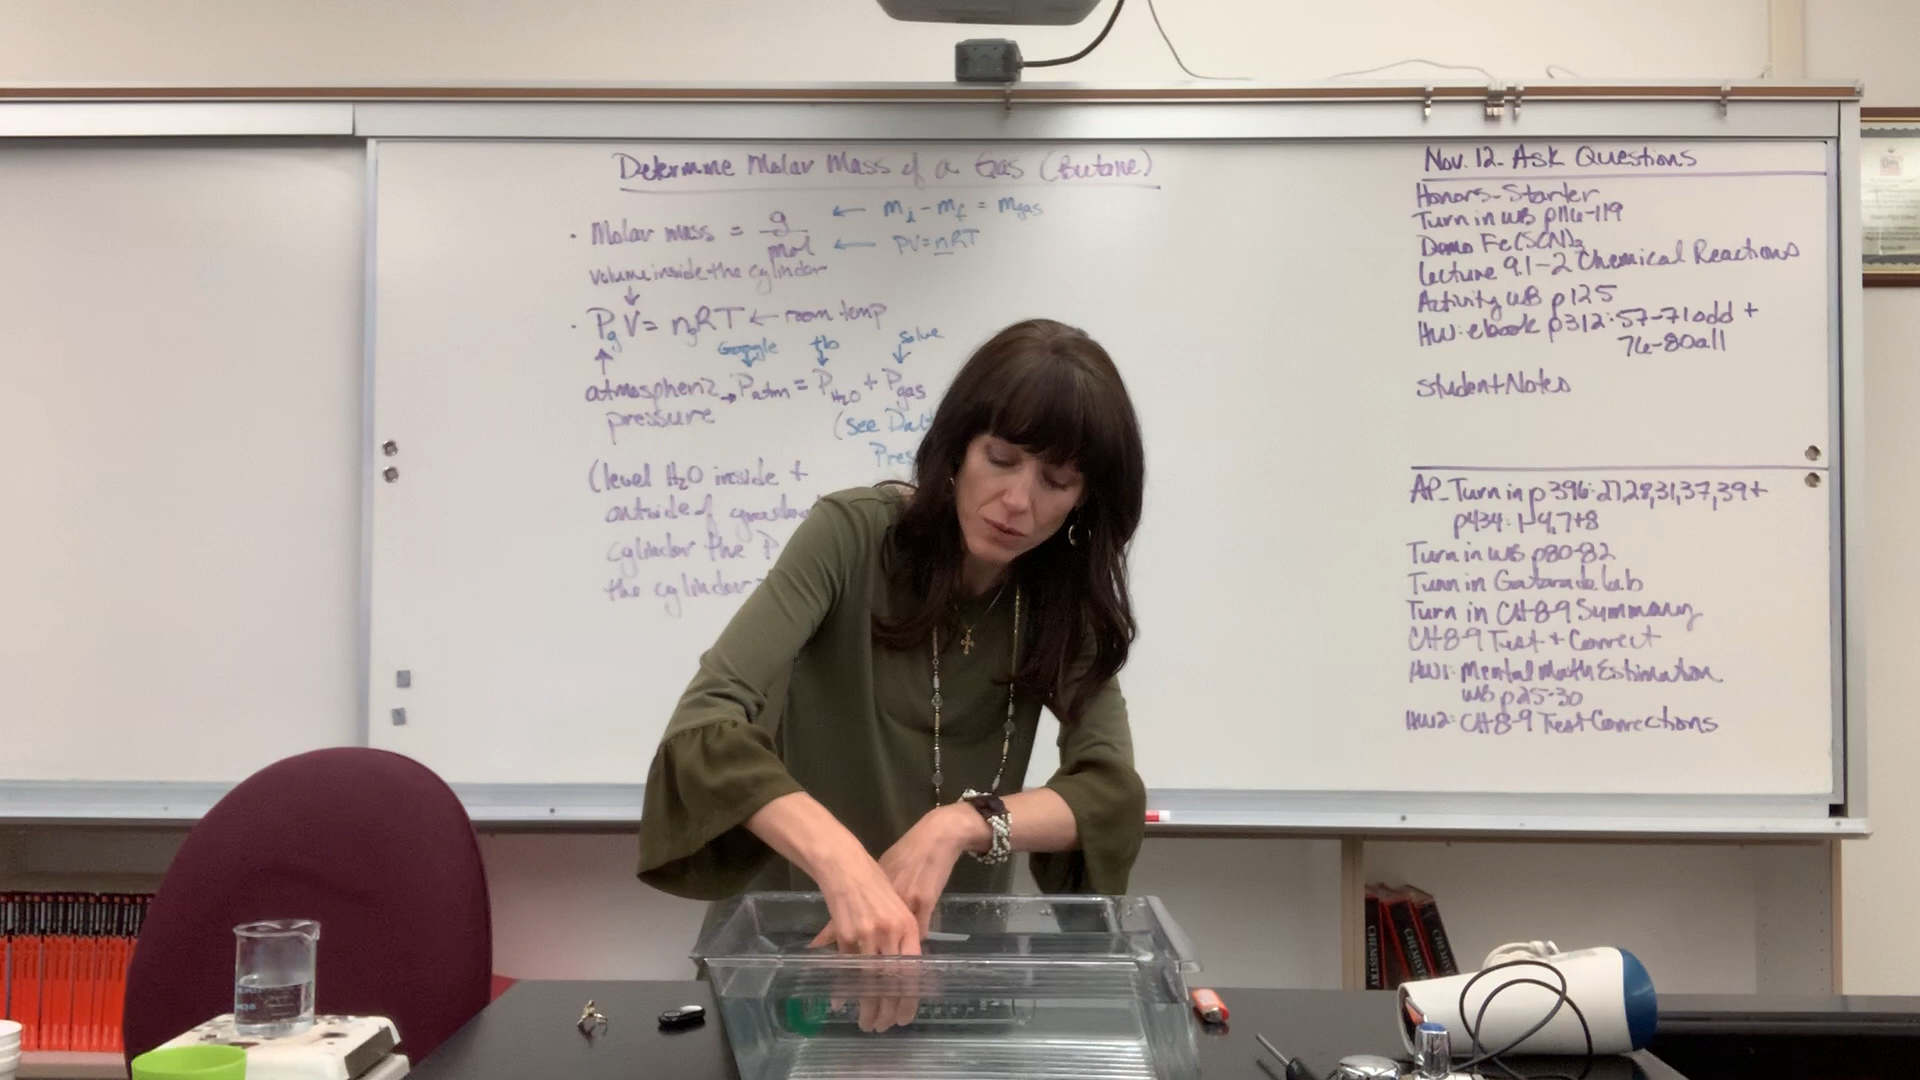 Determine Molar Mass of a Gas (Butane)
• Molar mass = g/mol ← mi - mf = mgas
← PV = nRT
volume inside the cylinder
↓
• PgV = ngRT ← room temp
Google tb solve
atmospheric → Patm = PH2O + Pgas
pressure
(see
(level H2O inside +
outside of
cylinder the P
the cylinder
Nov. 12- Ask Questions
Honors-Starter
Turn in WB p116-119
Demo Fe(SCN)3
Lecture 9.1-2 Chemical Reactions
Activity WB p125
HW: ebook p312: 57-71odd +
76-80all
Student Notes
AP- Turn in p396: 27,28,31,37,39+
p434: 1-4,7+8
Turn in WB p80-82
Turn in Gatorade lab
Turn in CH8-9 Summary
CH8-9 Test + Correct
HW1: Mental Math Estimation
WB p25-30
HW2: CH8-9 Test Corrections
CHEMISTRY
CHEMISTRY
CHEMISTRY